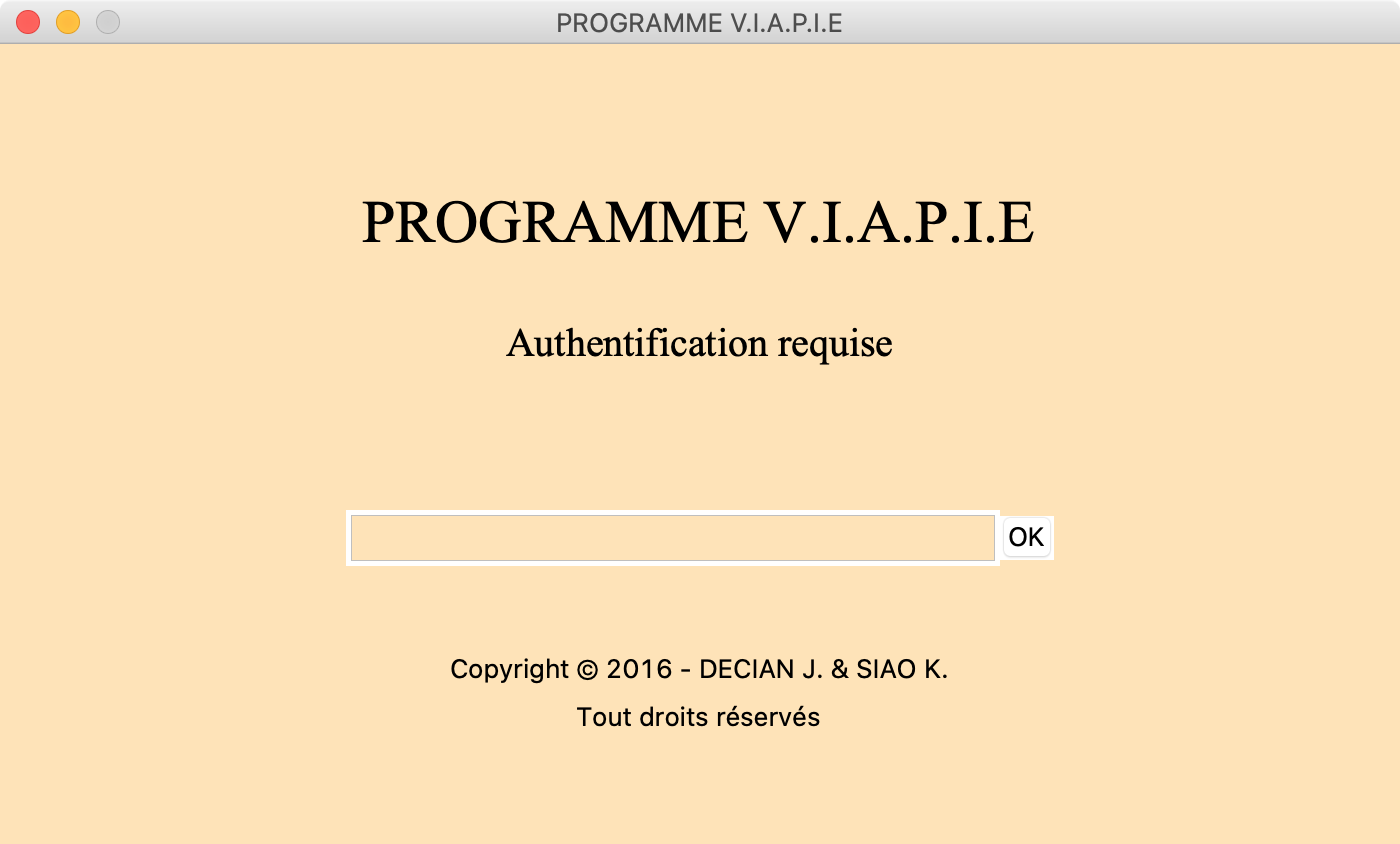 PROGRAMME V.I.A.P.I.E
PROGRAMME V.I.A.P.I.E
Authentification requise
OK
Copyright © 2016 - DECIAN J. & SIAO K.
Tout droits réservés